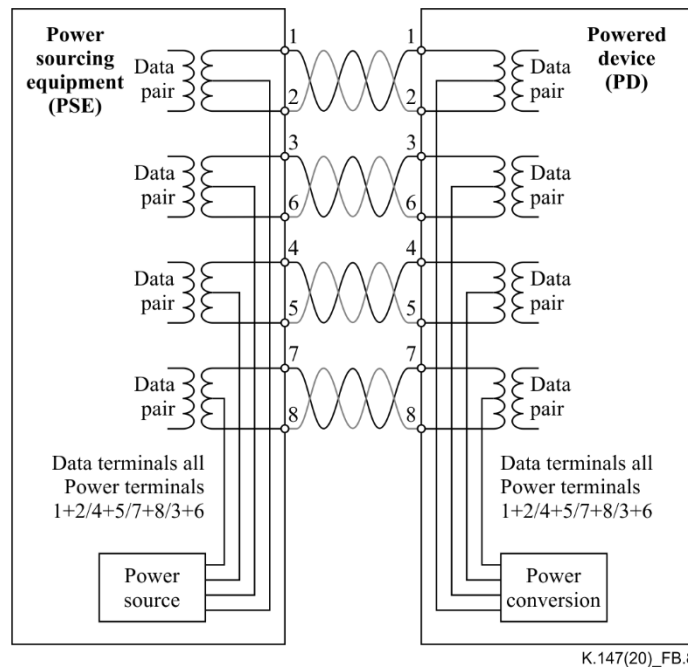 Power
sourcing
equipment
(PSE)
Powered
device
(PD)
Data
pair
1
2
1
2
Data
pair
Data
pair
3
6
3
6
Data
pair
Data
pair
4
5
4
5
Data
pair
Data
pair
7
8
7
8
Data
pair
Data terminals all
Power terminals
1+2/4+5/7+8/3+6
Data terminals all
Power terminals
1+2/4+5/7+8/3+6
Power
source
Power
conversion